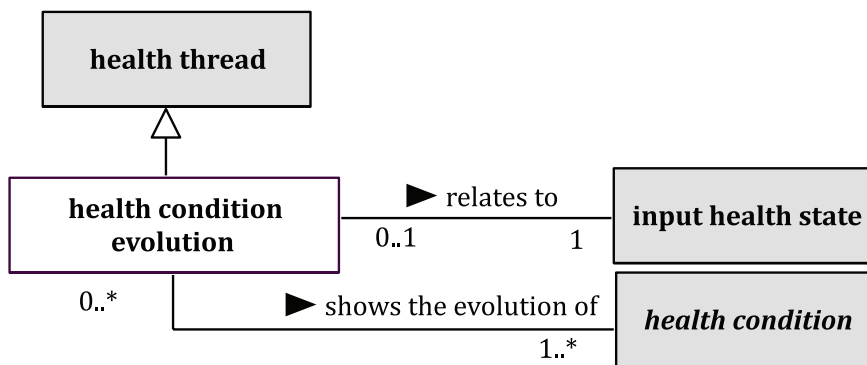 health thread
health condition
evolution
relates to
0..1
1
input health state
0..*
shows the evolution of
1..*
health condition